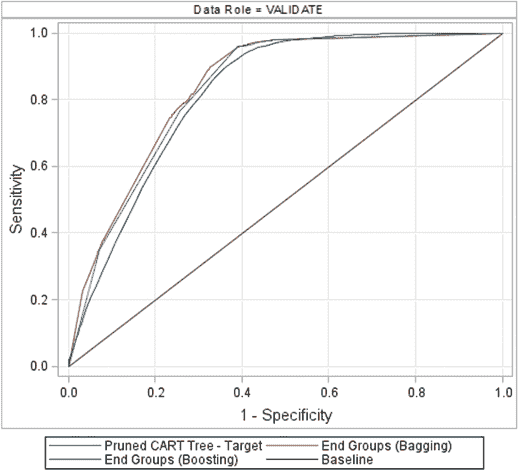 Data Role = VALIDATE
1.0
0.8
0.6
0.4
0.2
0.0
Sensitivity
0.0 0.2 0.4 0.6 0.8 1.0
1 - Specificity
Pruned CART Tree - Target End Groups (Bagging)
End Groups (Boosting) Baseline